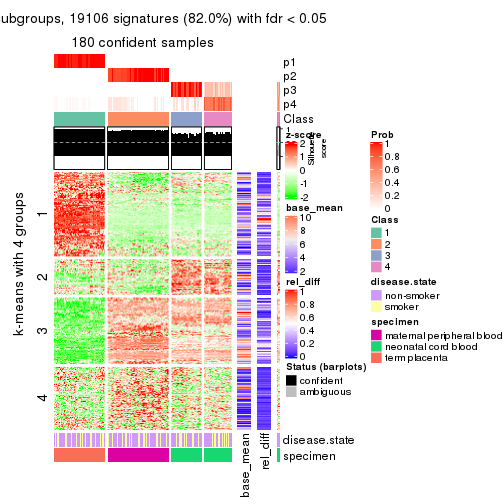 ubgroups, 19106 signatures (82.0%) with fdr < 0.05
180 confident samples
p1
p2
p3
p4
Class
1
Silhouette
score
z-score
2
1
0
-1
-2
base_mean
10
8
6
4
2
rel_diff
1
0.8
0.6
0.4
0.2
0
Status (barplots)
confident
ambiguous
Prob
1
0.8
0.6
0.4
0.2
0
Class
1
2
3
4
disease.state
non-smoker
smoker
specimen
maternal peripheral blood
neonatal cord blood
term placenta
k-means with 4 groups
1
2
3
4
disease.state
specimen
base_mean
rel_diff